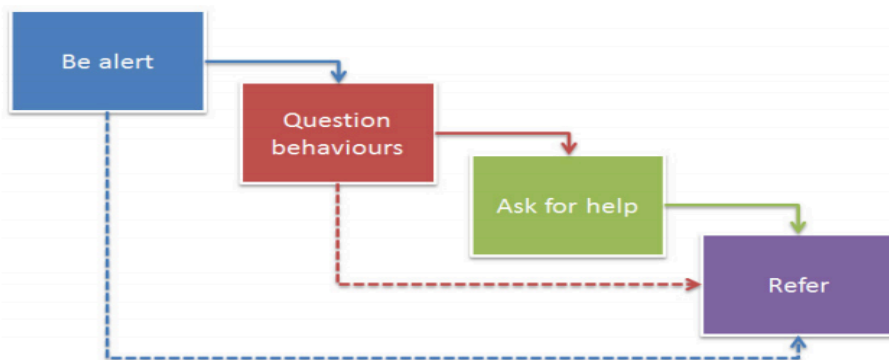 Be alert
Question
behaviours
Ask for help
Refer